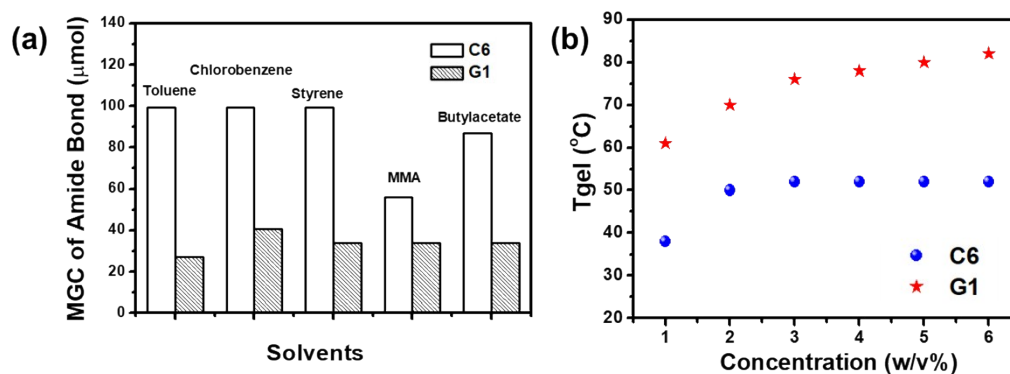 (a)
MGC of Amide Bond (μmol)
140
120
100
80
60
40
20
0
C6
G1
Toluene
Chlorobenzene
Styrene
MMA
Butylacetate
Solvents
(b)
Tgel (°C)
90
80
70
60
50
40
30
20
C6
G1
1 2 3 4 5 6
Concentration (w/v%)